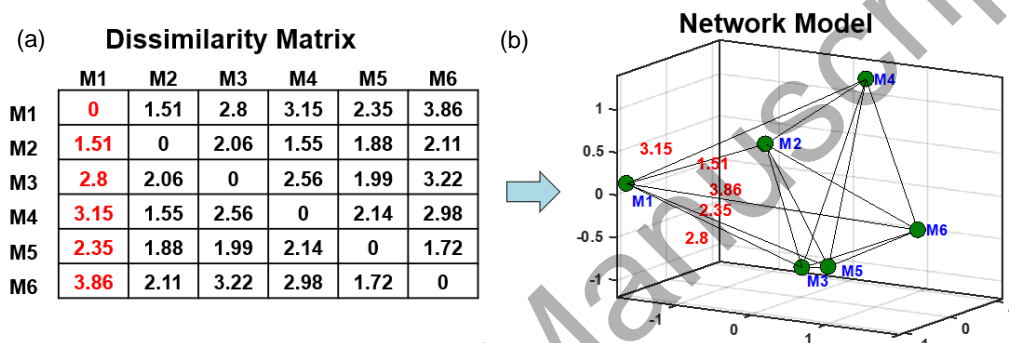 (a) Dissimilarity Matrix
M1 M2 M3 M4 M5 M6
M1 0 1.51 2.8 3.15 2.35 3.86
M2 1.51 0 2.06 1.55 1.88 2.11
M3 2.8 2.06 0 2.56 1.99 3.22
M4 3.15 1.55 2.56 0 2.14 2.98
M5 2.35 1.88 1.99 2.14 0 1.72
M6 3.86 2.11 3.22 2.98 1.72 0
(b) Network Model
M4
1
M2
0.5
3.15
1.51
0
3.86
M1
2.35
-0.5
2.8
M6
M5
M3
-1
-1
0
1
-1
0
Manuscrip